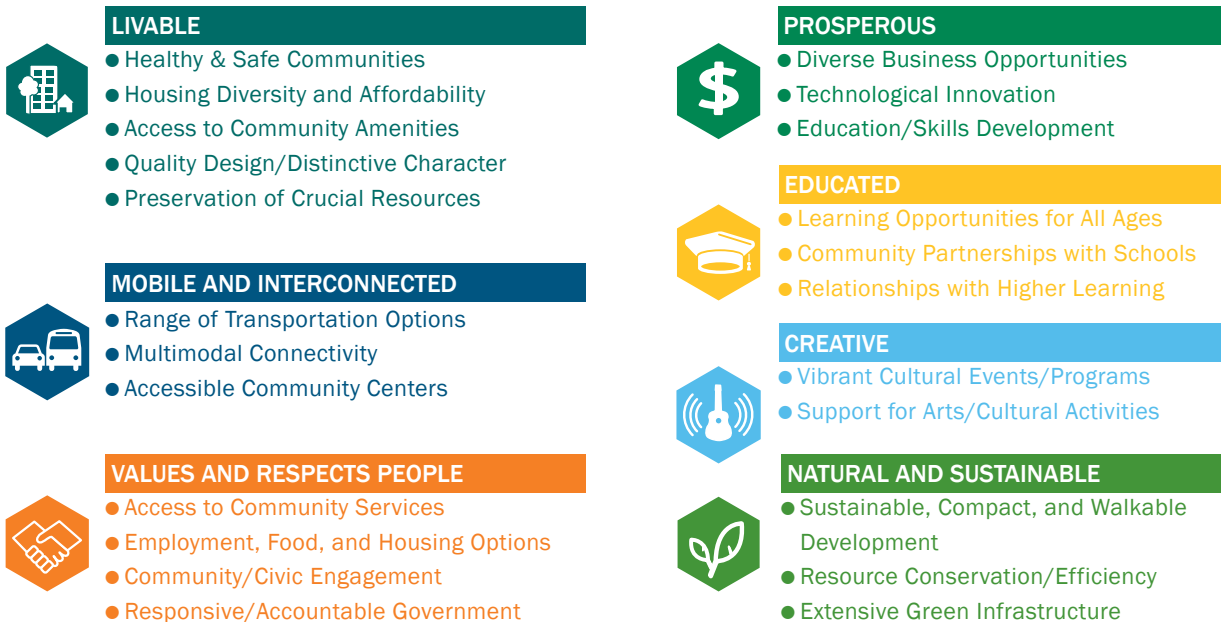 LIVABLE
● Healthy & Safe Communities
● Housing Diversity and Affordability
● Access to Community Amenities
● Quality Design/Distinctive Character
● Preservation of Crucial Resources
MOBILE AND INTERCONNECTED
● Range of Transportation Options
● Multimodal Connectivity
● Accessible Community Centers
VALUES AND RESPECTS PEOPLE
● Access to Community Services
● Employment, Food, and Housing Options
● Community/Civic Engagement
● Responsive/Accountable Government
$
PROSPEROUS
● Diverse Business Opportunities
● Technological Innovation
● Education/Skills Development
EDUCATED
● Learning Opportunities for All Ages
● Community Partnerships with Schools
● Relationships with Higher Learning
CREATIVE
● Vibrant Cultural Events/Programs
● Support for Arts/Cultural Activities
NATURAL AND SUSTAINABLE
● Sustainable, Compact, and Walkable
Development
● Resource Conservation/Efficiency
● Extensive Green Infrastructure